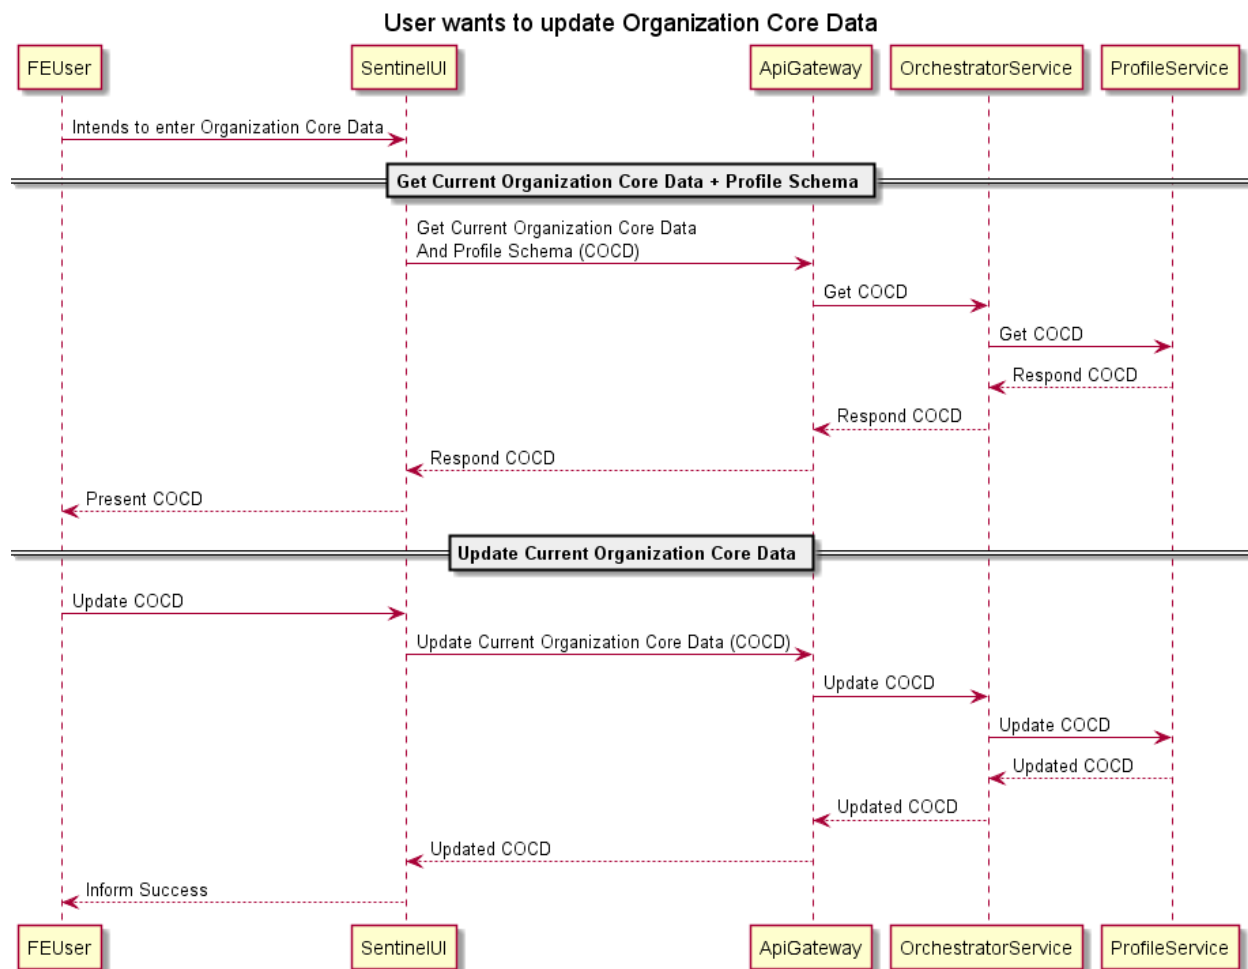 User wants to update Organization Core Data
FEUser
SentinelUI
ApiGateway
OrchestratorService
ProfileService
Intends to enter Organization Core Data
Get Current Organization Core Data + Profile Schema
Get Current Organization Core Data
And Profile Schema (COCD)
Get COCD
Get COCD
Respond COCD
Respond COCD
Respond COCD
Present COCD
Update Current Organization Core Data
Update COCD
Update Current Organization Core Data (COCD)
Update COCD
Update COCD
Updated COCD
Updated COCD
Updated COCD
Inform Success
FEUser
SentinelUI
ApiGateway
OrchestratorService
ProfileService